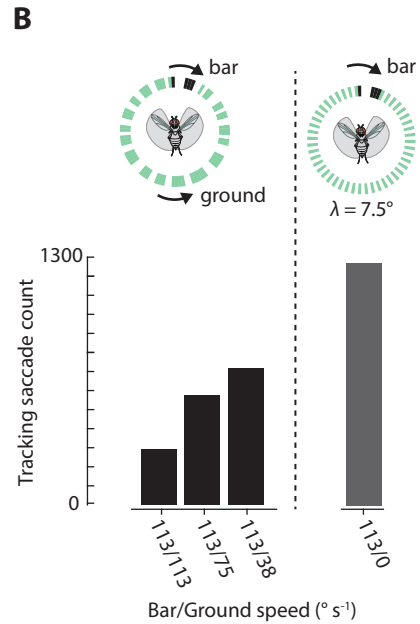 B
bar
bar
ground
λ = 7.5°
1300
Tracking saccade count
0
113/113
113/75
113/38
113/0
Bar/Ground speed (° s⁻¹)